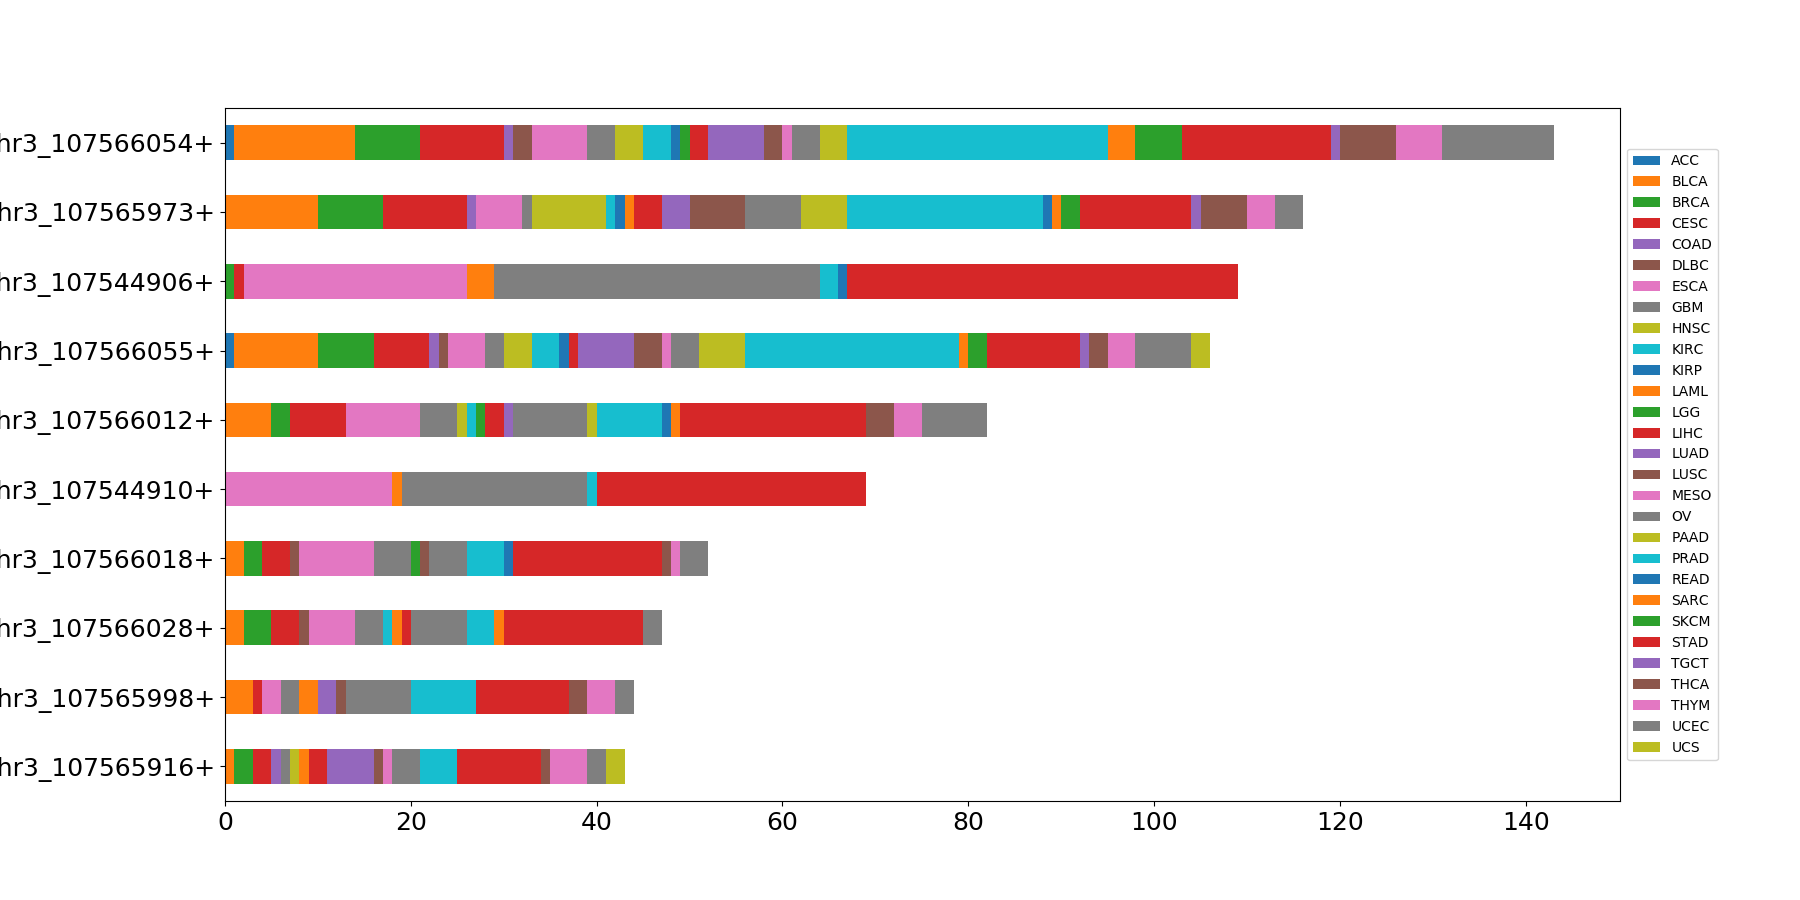 hr3_107566054+
hr3_107565973+
hr3_107544906+
hr3_107566055+
hr3_107566012+
hr3_107544910+
hr3_107566018+
hr3_107566028+
hr3_107565998+
hr3_107565916+
0 20 40 60 80 100 120 140
ACC
BLCA
BRCA
CESC
COAD
DLBC
ESCA
GBM
HNSC
KIRC
KIRP
LAML
LGG
LIHC
LUAD
LUSC
MESO
OV
PAAD
PRAD
READ
SARC
SKCM
STAD
TGCT
THCA
THYM
UCEC
UCS